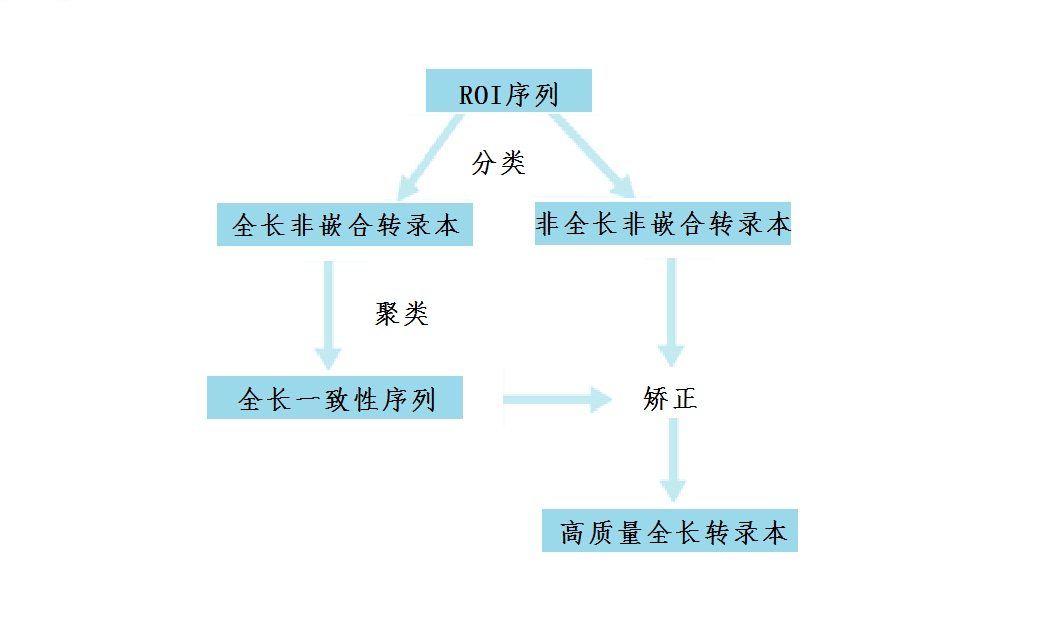 ROI序列
分类
全长非嵌合转录本
非全长非嵌合转录本
聚类
全长一致性序列
矫正
高质量全长转录本